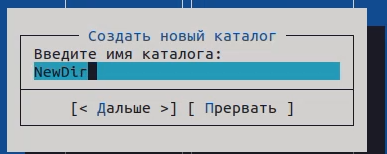 Создать новый каталог
Введите имя каталога:
NewDir
[< Дальше >] [ Прервать ]